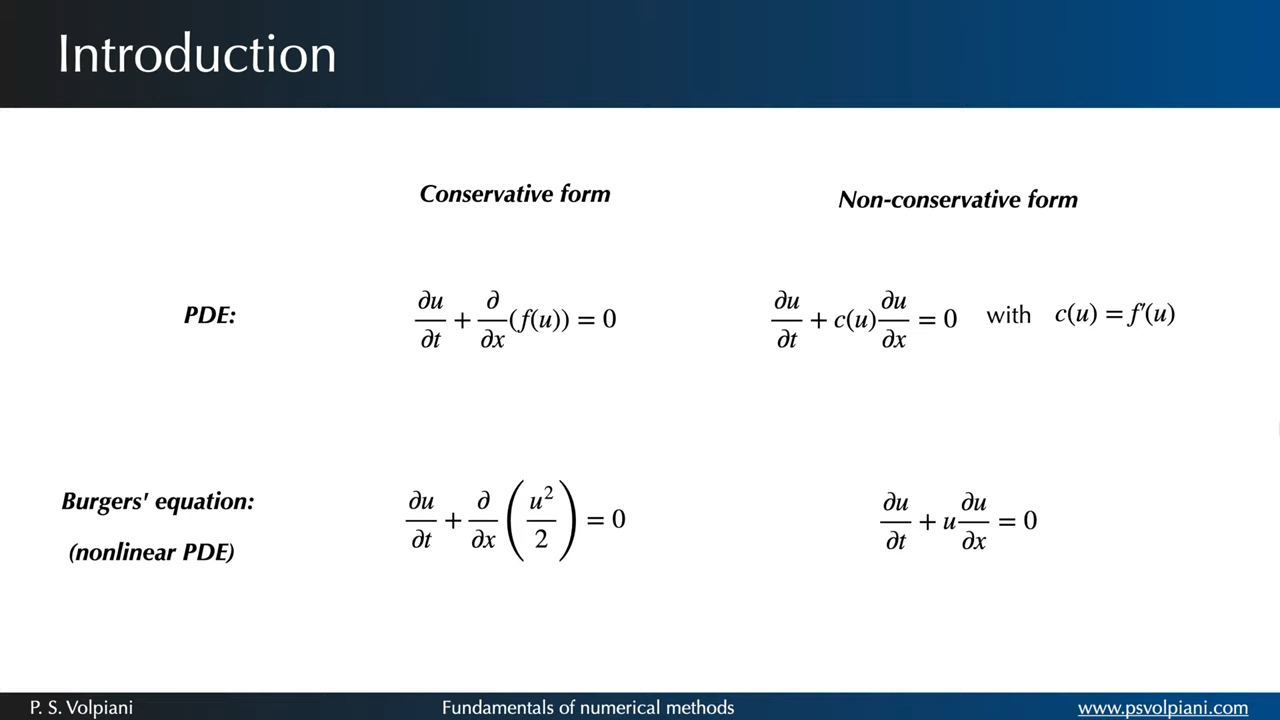 Introduction
Conservative form
Non-conservative form
PDE:
∂u/∂t + ∂/∂x (f(u)) = 0
∂u/∂t + c(u) ∂u/∂x = 0 with c(u) = f′(u)
Burgers' equation:
(nonlinear PDE)
∂u/∂t + ∂/∂x (u²/2) = 0
∂u/∂t + u ∂u/∂x = 0
P. S. Volpiani
Fundamentals of numerical methods
www.psvolpiani.com